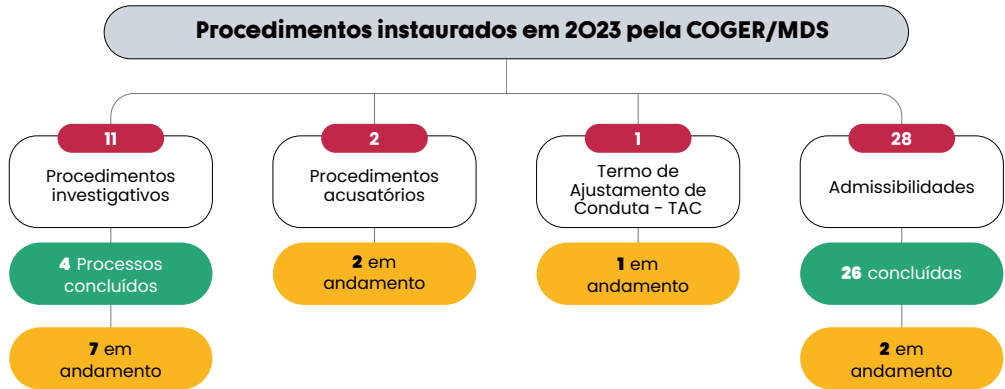 Procedimentos instaurados em 2023 pela COGER/MDS
11
Procedimentos
investigativos
4 Processos
concluídos
7 em
andamento
2
Procedimentos
acusatórios
2 em
andamento
1
Termo de
Ajustamento de
Conduta - TAC
1 em
andamento
28
Admissibilidades
26 concluídas
2 em
andamento